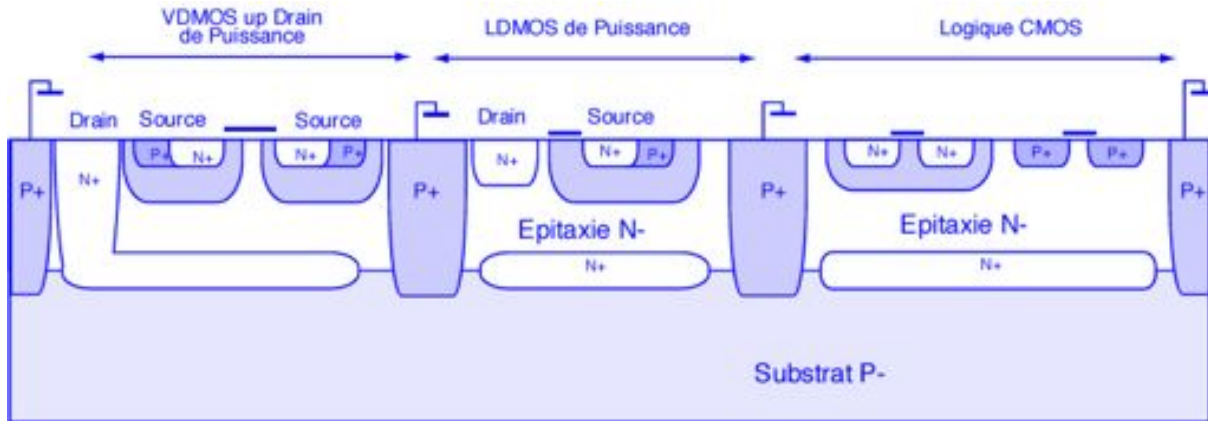 VDMOS up Drain
de Puissance
LDMOS de Puissance
Logique CMOS
Drain Source Source
Drain Source
P+ N+ P+ N+ N+ P+ P+ N+ N+ P+ P+ N+ N+ P+ P+ P+
Epitaxie N-
Epitaxie N-
N+ N+
Substrat P-